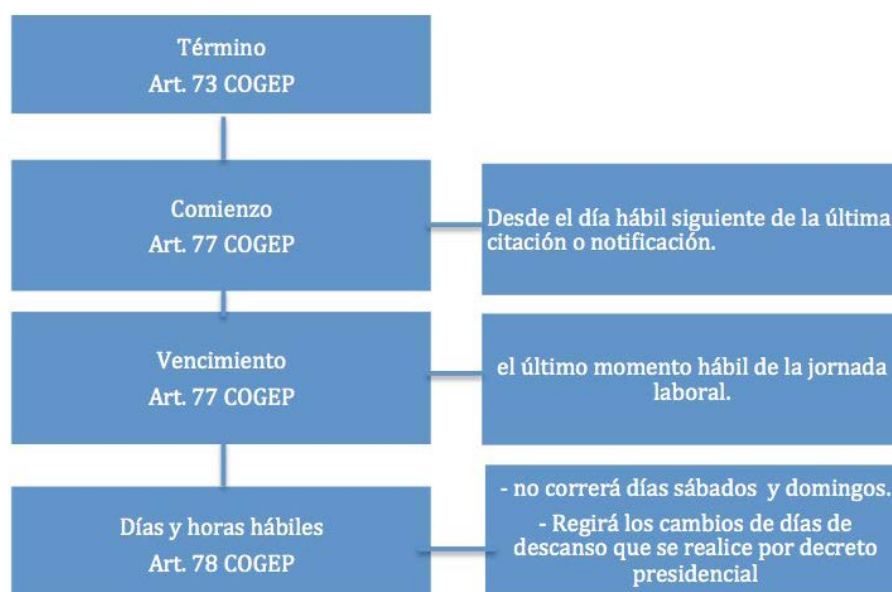 Término
Art. 73 COGEP
Comienzo
Art. 77 COGEP
Desde el día hábil siguiente de la última
citación o notificación.
Vencimiento
Art. 77 COGEP
el último momento hábil de la jornada
laboral.
Días y horas hábiles
Art. 78 COGEP
- no correrá días sábados y domingos.
- Regirá los cambios de días de
descanso que se realice por decreto
presidencial